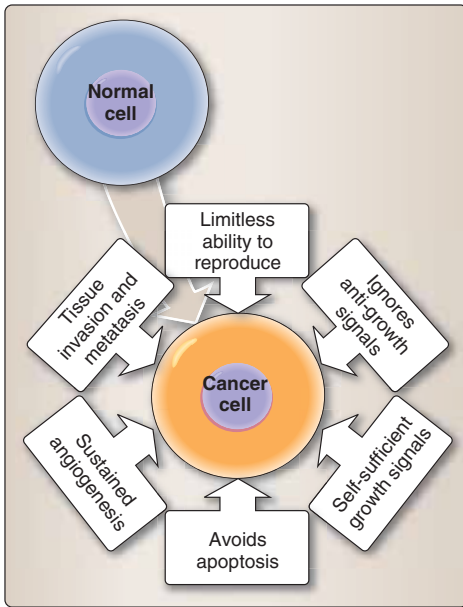 Normal
cell
Limitless
ability to
reproduce
Tissue
invasion and
metatasis
Ignores
anti-growth
signals
Cancer
cell
Sustained
angiogenesis
Self-sufficient
growth signals
Avoids
apoptosis